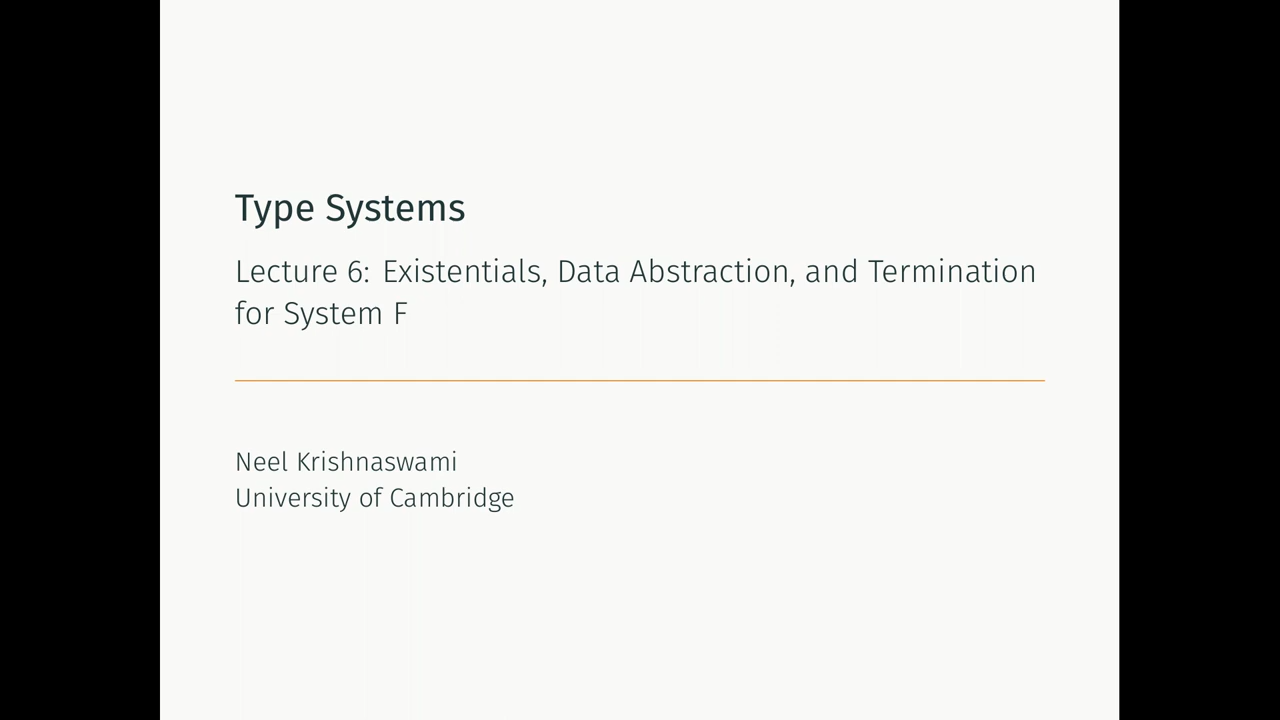 Type Systems
Lecture 6: Existentials, Data Abstraction, and Termination
for System F
Neel Krishnaswami
University of Cambridge